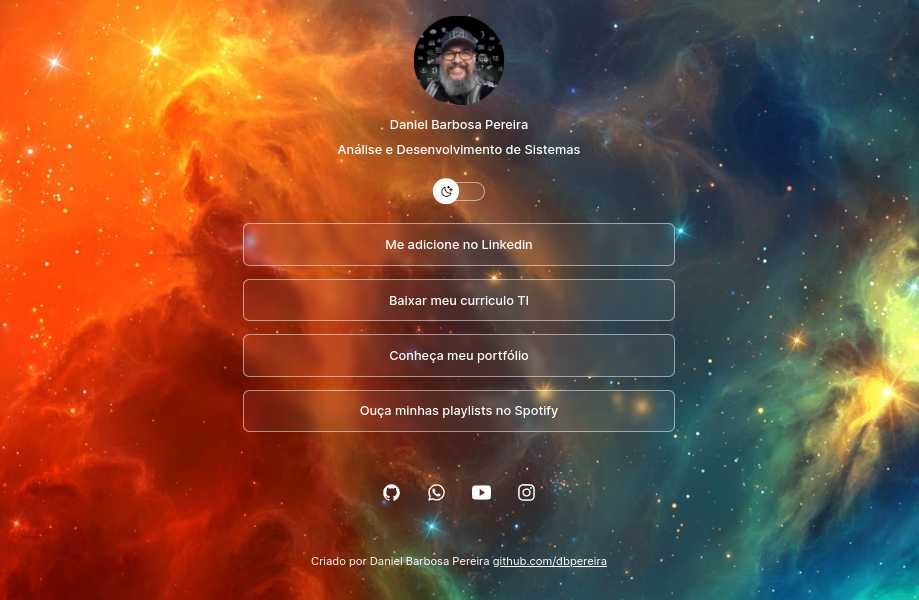 Daniel Barbosa Pereira
Análise e Desenvolvimento de Sistemas
Me adicione no Linkedin
Baixar meu curriculo TI
Conheça meu portfólio
Ouça minhas playlists no Spotify
Criado por Daniel Barbosa Pereira github.com/dbpereira